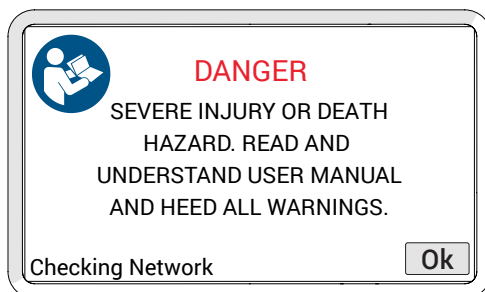 DANGER
SEVERE INJURY OR DEATH
HAZARD. READ AND
UNDERSTAND USER MANUAL
AND HEED ALL WARNINGS.
Checking Network
Ok